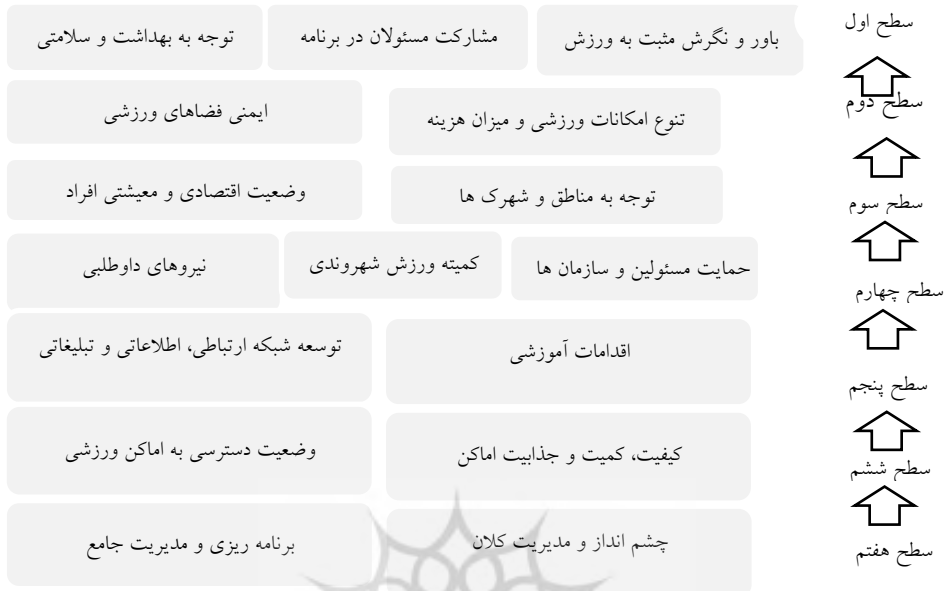 سطح اول
باور و نگرش مثبت به ورزش
مشارکت مسئولان در برنامه
توجه به بهداشت و سلامتی
سطح دوم
تنوع امکانات ورزشی و میزان هزینه
ایمنی فضاهای ورزشی
سطح سوم
توجه به مناطق و شهرک ها
وضعیت اقتصادی و معیشتی افراد
سطح چهارم
حمایت مسئولین و سازمان ها
کمیته ورزش شهروندی
نیروهای داوطلبی
سطح پنجم
اقدامات آموزشی
توسعه شبکه ارتباطی، اطلاعاتی و تبلیغاتی
سطح ششم
کیفیت، کمیت و جذابیت اماکن
وضعیت دسترسی به اماکن ورزشی
سطح هفتم
چشم انداز و مدیریت کلان
برنامه ریزی و مدیریت جامع